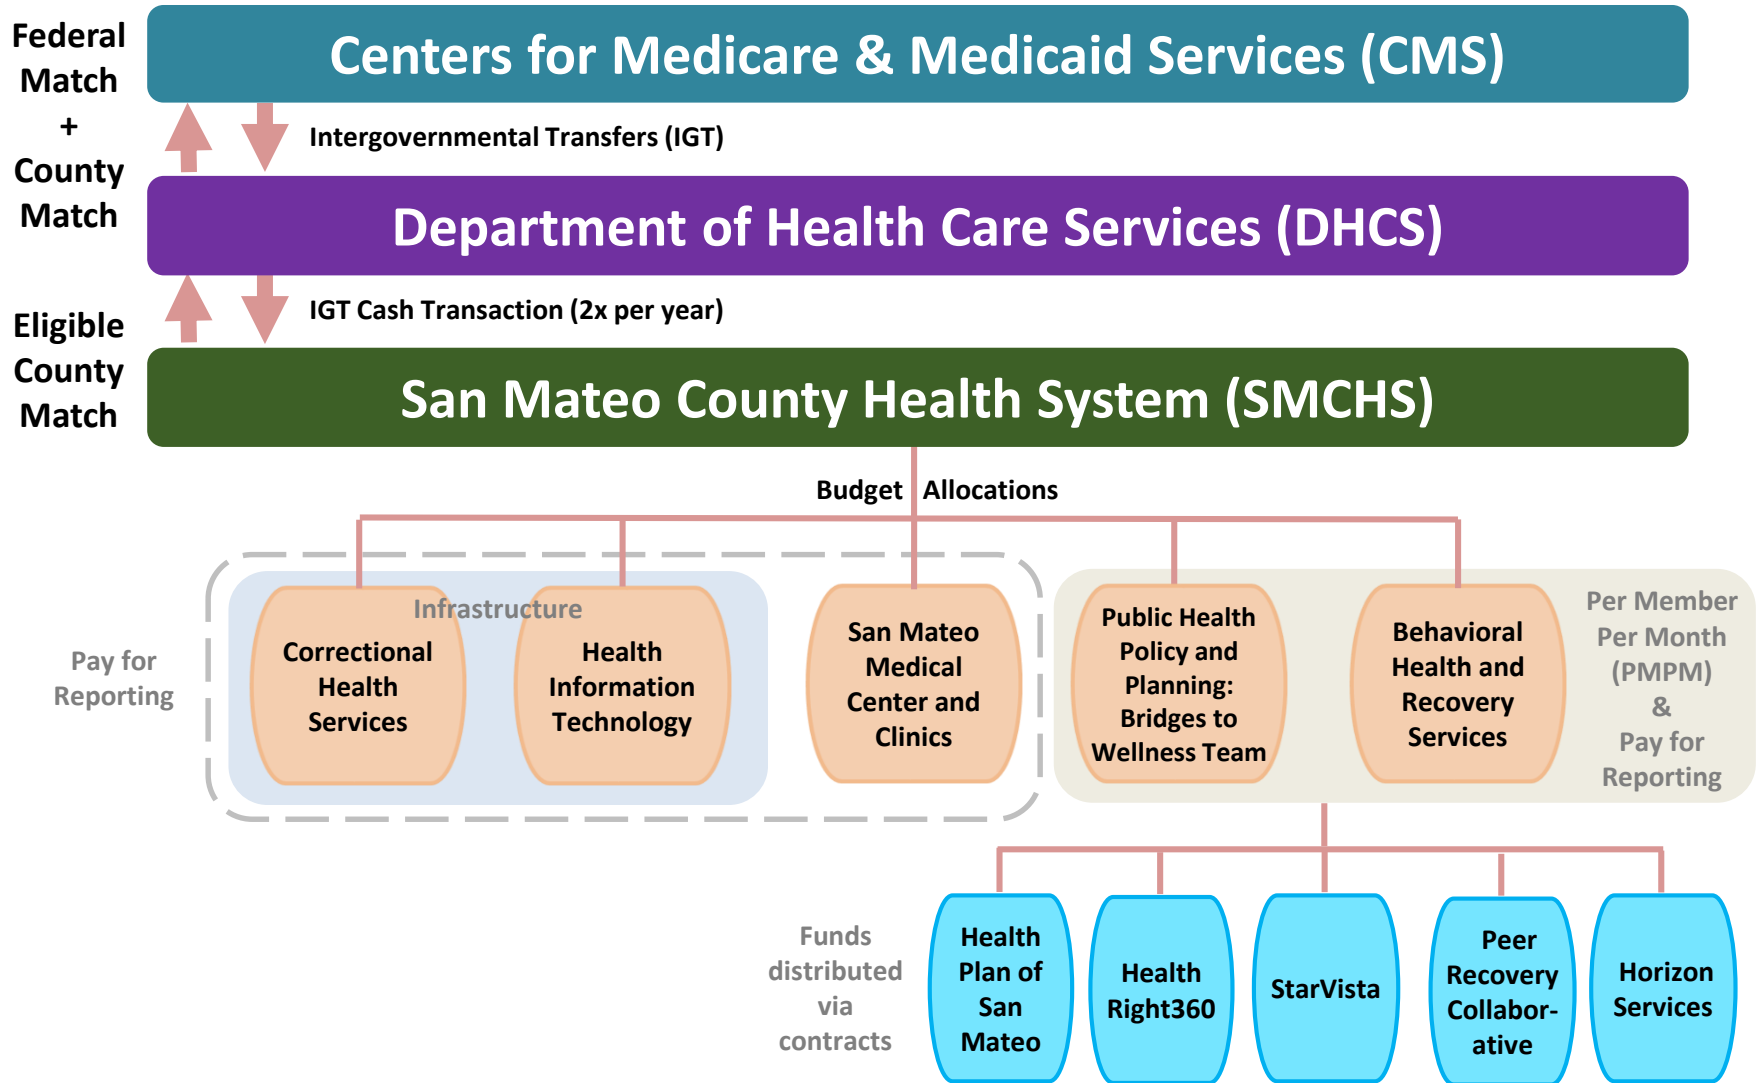 Federal
Match
+
County
Match
Centers for Medicare & Medicaid Services (CMS)
Intergovernmental Transfers (IGT)
Department of Health Care Services (DHCS)
IGT Cash Transaction (2x per year)
Eligible
County
Match
San Mateo County Health System (SMCHS)
Budget Allocations
Pay for
Reporting
Infrastructure
Correctional
Health
Services
Health
Information
Technology
San Mateo
Medical
Center and
Clinics
Public Health
Policy and
Planning:
Bridges to
Wellness Team
Behavioral
Health and
Recovery
Services
Per Member
Per Month
(PMPM)
&
Pay for
Reporting
Funds
distributed
via
contracts
Health
Plan of
San
Mateo
Health
Right360
StarVista
Peer
Recovery
Collabor-
ative
Horizon
Services